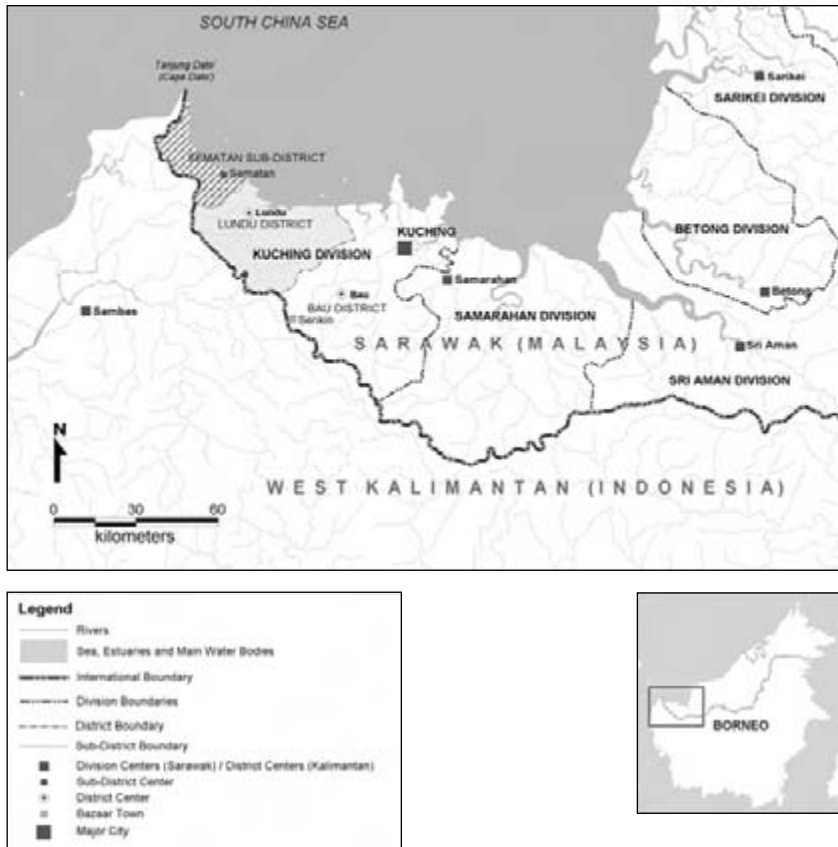 SOUTH CHINA SEA
Tanjung Dato'
(Cape Dato')
Sarikei
SARIKEI DIVISION
SEMATAN SUB-DISTRICT
Sematan
Lundu
LUNDU DISTRICT
KUCHING
BETONG DIVISION
KUCHING DIVISION
Samarahan
Betong
Bau
BAU DISTRICT
Sambas
Serikin
SAMARAHAN DIVISION
SARAWAK (MALAYSIA)
Sri Aman
SRI AMAN DIVISION
N
WEST KALIMANTAN (INDONESIA)
0 30 60
kilometers
Legend
Rivers
Sea, Estuaries and Main Water Bodies
International Boundary
Division Boundaries
District Boundary
Sub-District Boundary
Division Centers (Sarawak) / District Centers (Kalimantan)
Sub-District Center
District Center
Bazaar Town
Major City
BORNEO